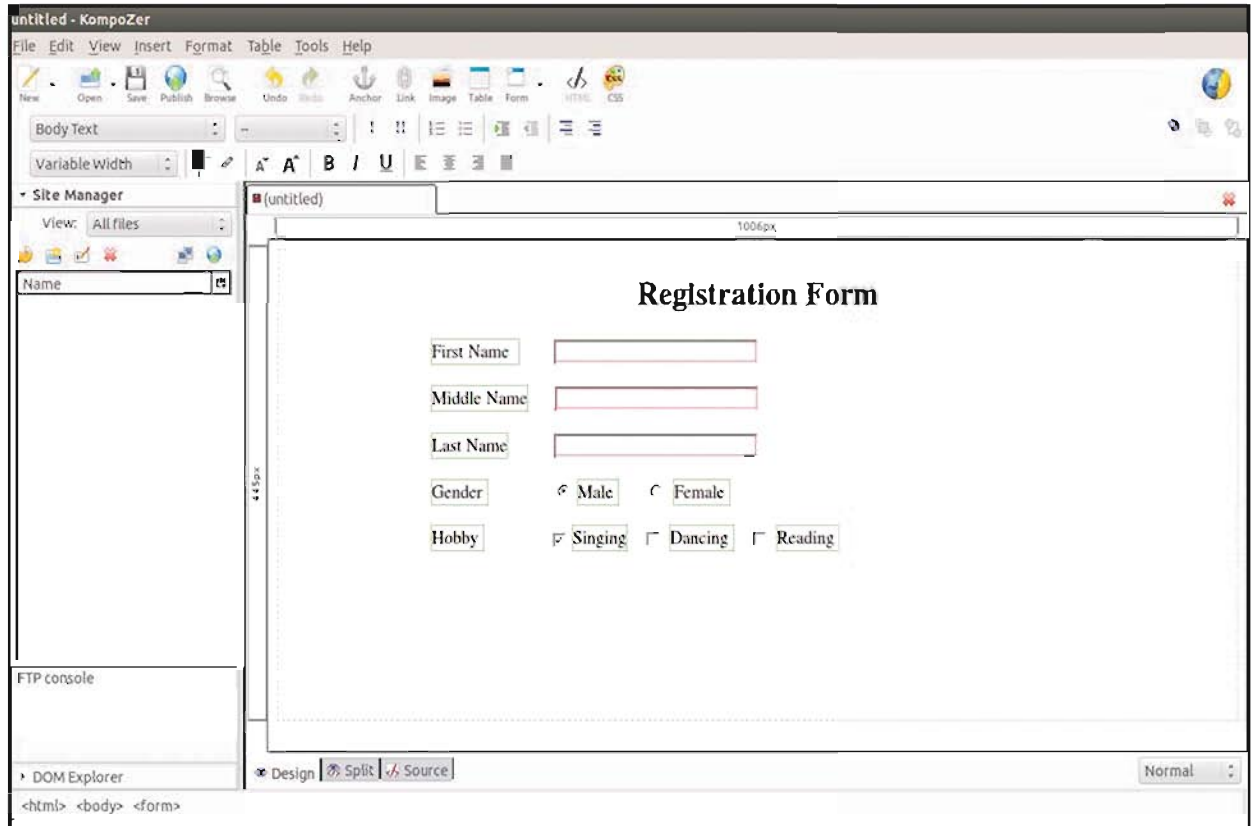 untitled - KompoZer
File Edit View Insert Format Table Tools Help
New Open Save Publish Browse Undo Redo Anchor Link Image Table Form HTML CSS
Body Text
Variable Width A A B I U
Site Manager
(untitled)
View: All files
1006px
Name
Registration Form
First Name
Middle Name
Last Name
445px
Gender Male Female
Hobby Singing Dancing Reading
FTP console
DOM Explorer
Design Split Source
Normal
<html> <body> <form>